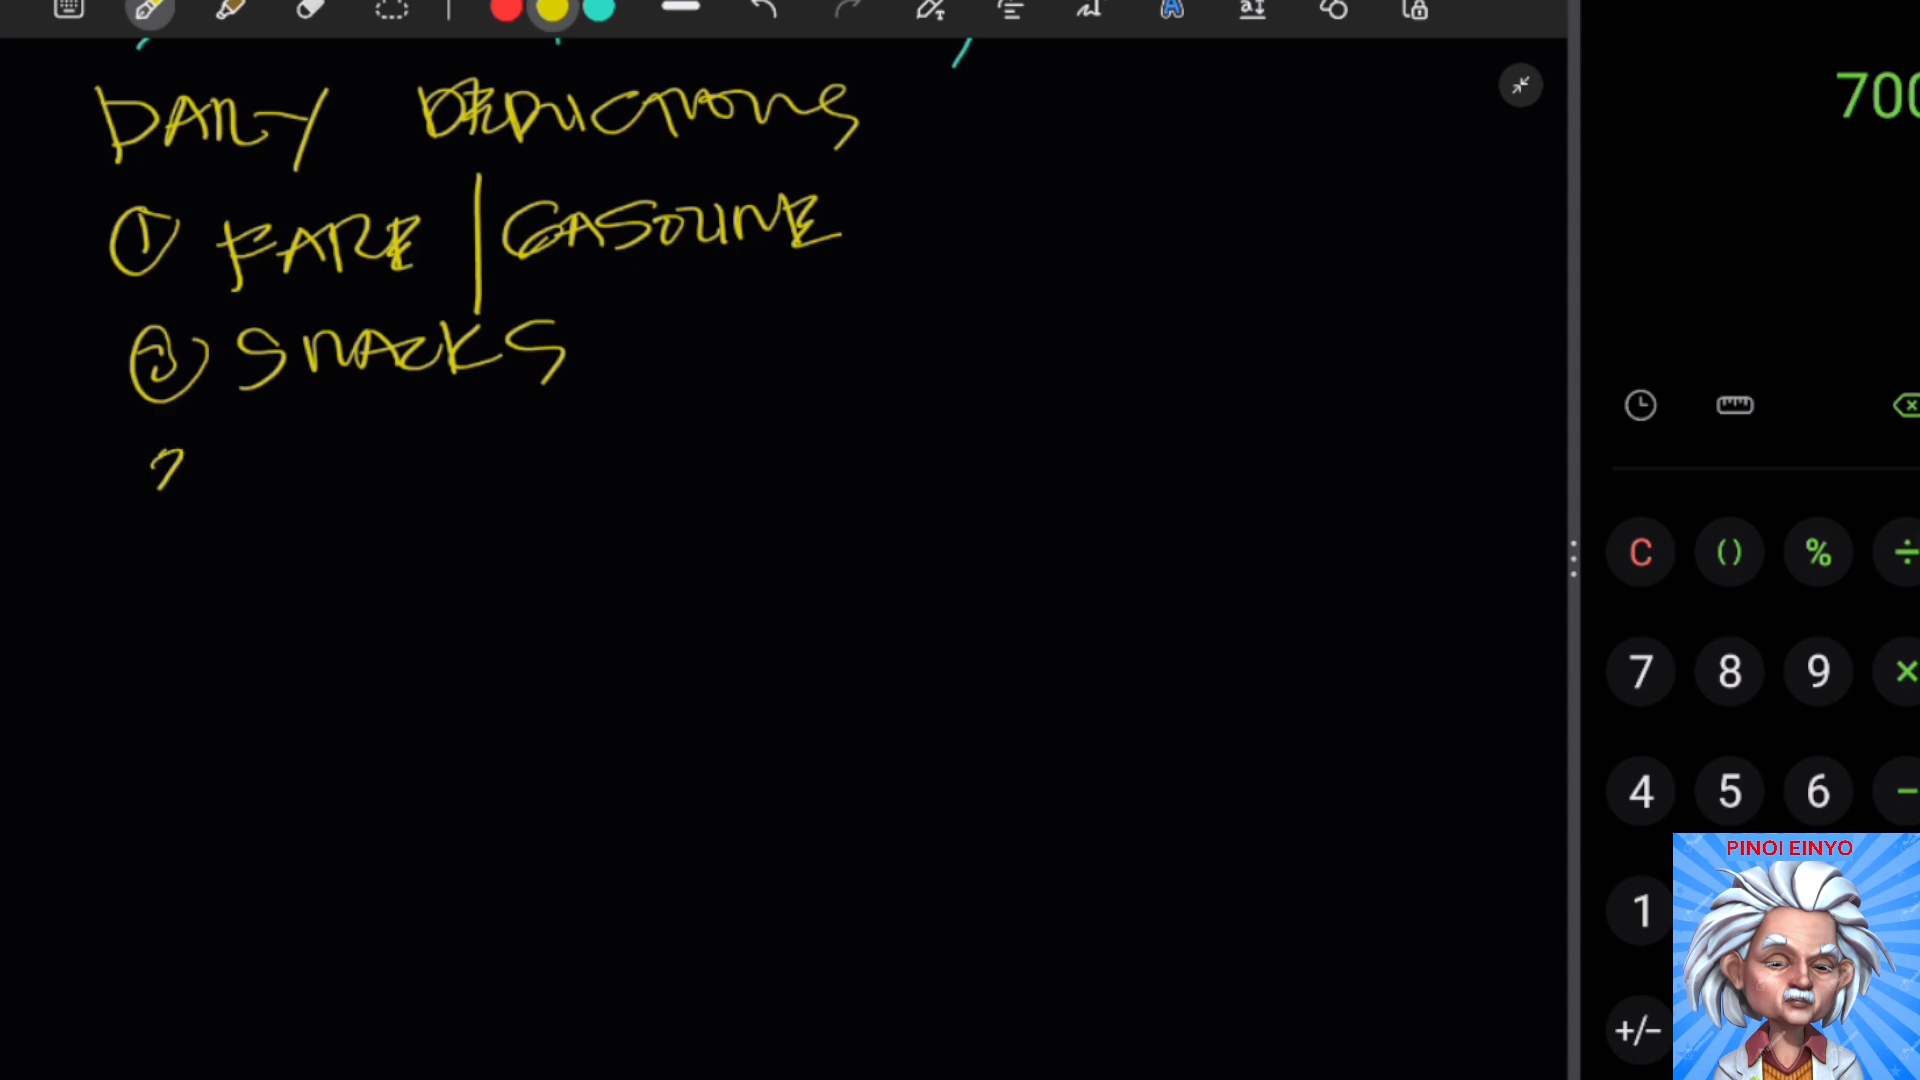 700
DAILY DEDUCTIONS
① FARE | GASOLINE
② SNACKS
C () % ÷
7 8 9 ×
4 5 6 −
PINOI EINYO
1
+/−